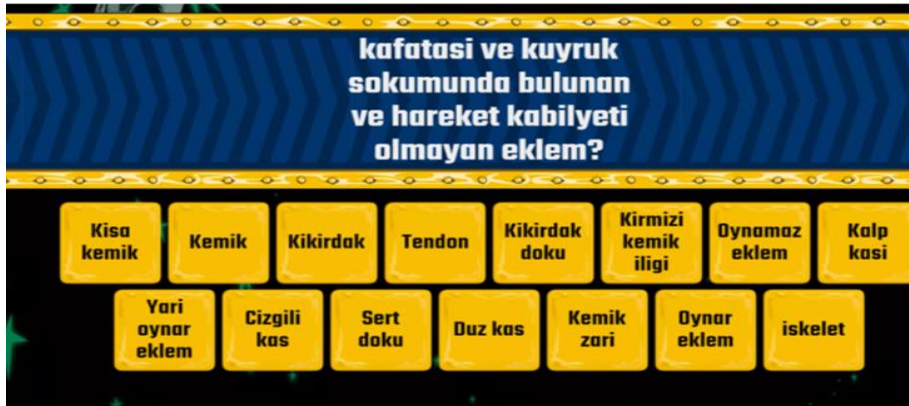 kafatasi ve kuyruk
sokumunda bulunan
ve hareket kabilyeti
olmayan eklem?
Kisa
kemik
Kemik
Kikirdak
Tendon
Kikirdak
doku
Kirmizi
kemik
iligi
Oynamaz
eklem
Kalp
kasi
Yari
oynar
eklem
Cizgili
kas
Sert
doku
Duz kas
Kemik
zari
Oynar
eklem
iskelet